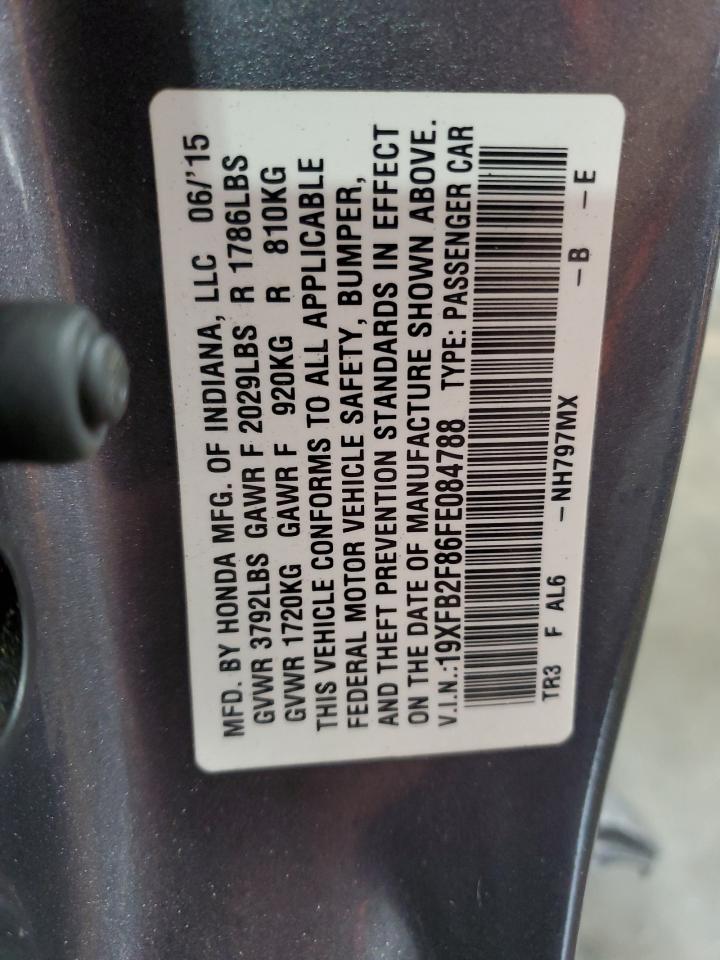 MFD. BY HONDA MFG. OF INDIANA, LLC 06/'15
GVWR 3792LBS GAWR F 2029LBS R 1786LBS
GVWR 1720KG GAWR F 920KG R 810KG
THIS VEHICLE CONFORMS TO ALL APPLICABLE
FEDERAL MOTOR VEHICLE SAFETY, BUMPER,
AND THEFT PREVENTION STANDARDS IN EFFECT
ON THE DATE OF MANUFACTURE SHOWN ABOVE.
V.I.N.:19XFB2F86FE084788 TYPE: PASSENGER CAR
TR3 F AL6 –NH797MX –B –E